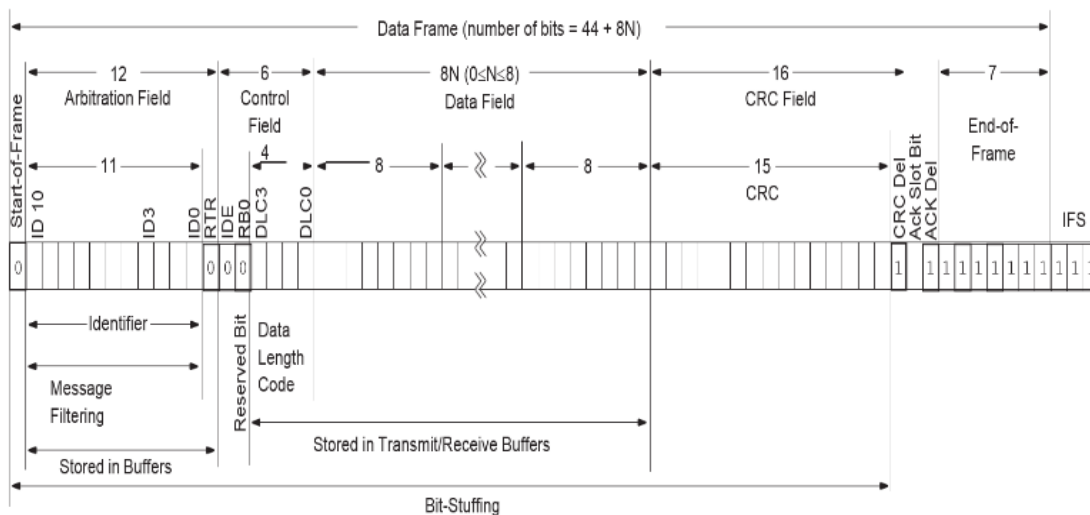 Data Frame (number of bits = 44 + 8N)
12
Arbitration Field
6
Control
Field
4
8N (0≤N≤8)
Data Field
16
CRC Field
7
End-of-
Frame
11
8
8
15
CRC
Start-of-Frame
ID 10
ID3
ID0
RTR
IDE
RB0
DLC3
DLC0
CRC Del
Ack Slot Bit
ACK Del
IFS
0 0 0 0 1 1 1 1 1 1 1 1 1 1 1
Identifier
Message
Filtering
Stored in Buffers
Reserved Bit
Data
Length
Code
Stored in Transmit/Receive Buffers
Bit-Stuffing